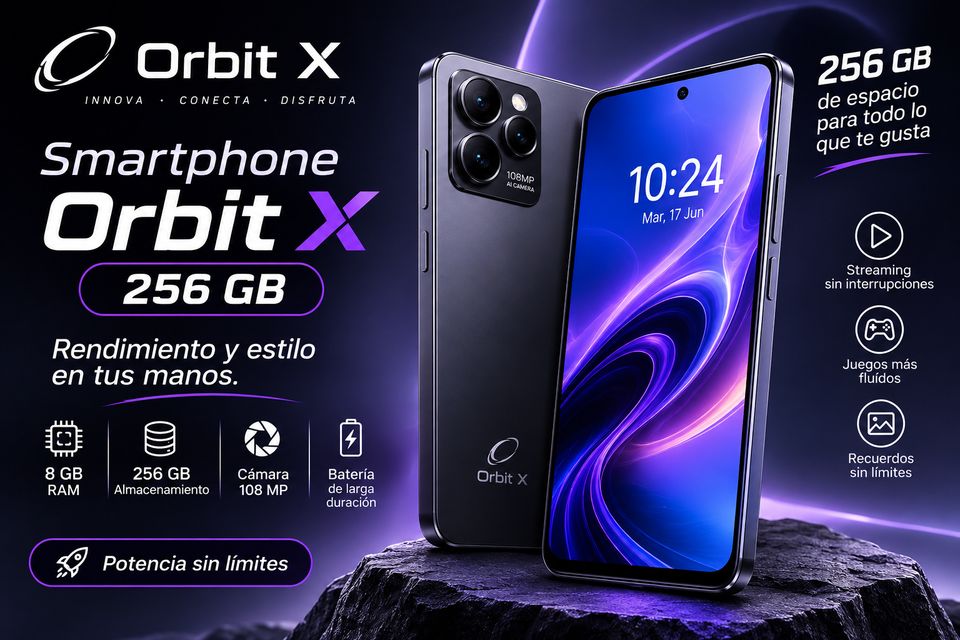 Orbit X
INNOVA · CONECTA · DISFRUTA
Smartphone
Orbit X
256 GB
Rendimiento y estilo
en tus manos.
8 GB
RAM
256 GB
Almacenamiento
Cámara
108 MP
Batería
de larga
duración
Potencia sin límites
108MP
AI CAMERA
Orbit X
10:24
Mar, 17 Jun
256 GB
de espacio
para todo lo
que te gusta
Streaming
sin interrupciones
Juegos más
fluídos
Recuerdos
sin límites